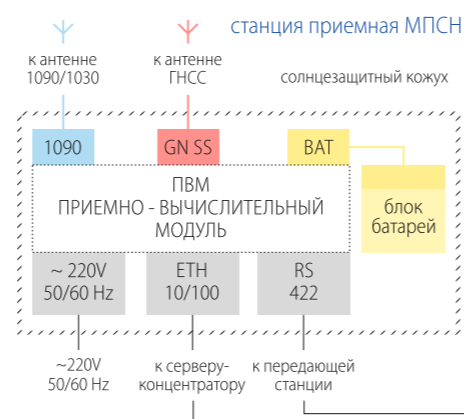 станция приемная МПСН
к антенне
1090/1030
к антенне
ГНСС
солнцезащитный кожух
1090
GN SS
BAT
ПВМ
ПРИЕМНО - ВЫЧИСЛИТЕЛЬНЫЙ
МОДУЛЬ
блок
батарей
~ 220V
50/60 Hz
ETH
10/100
RS
422
~220V
50/60 Hz
к серверу-
концентратору
к передающей
станции